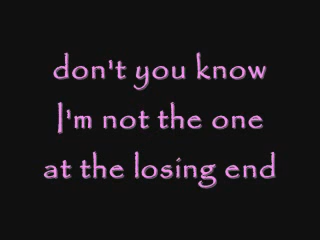 don't you know
I'm not the one
at the losing end